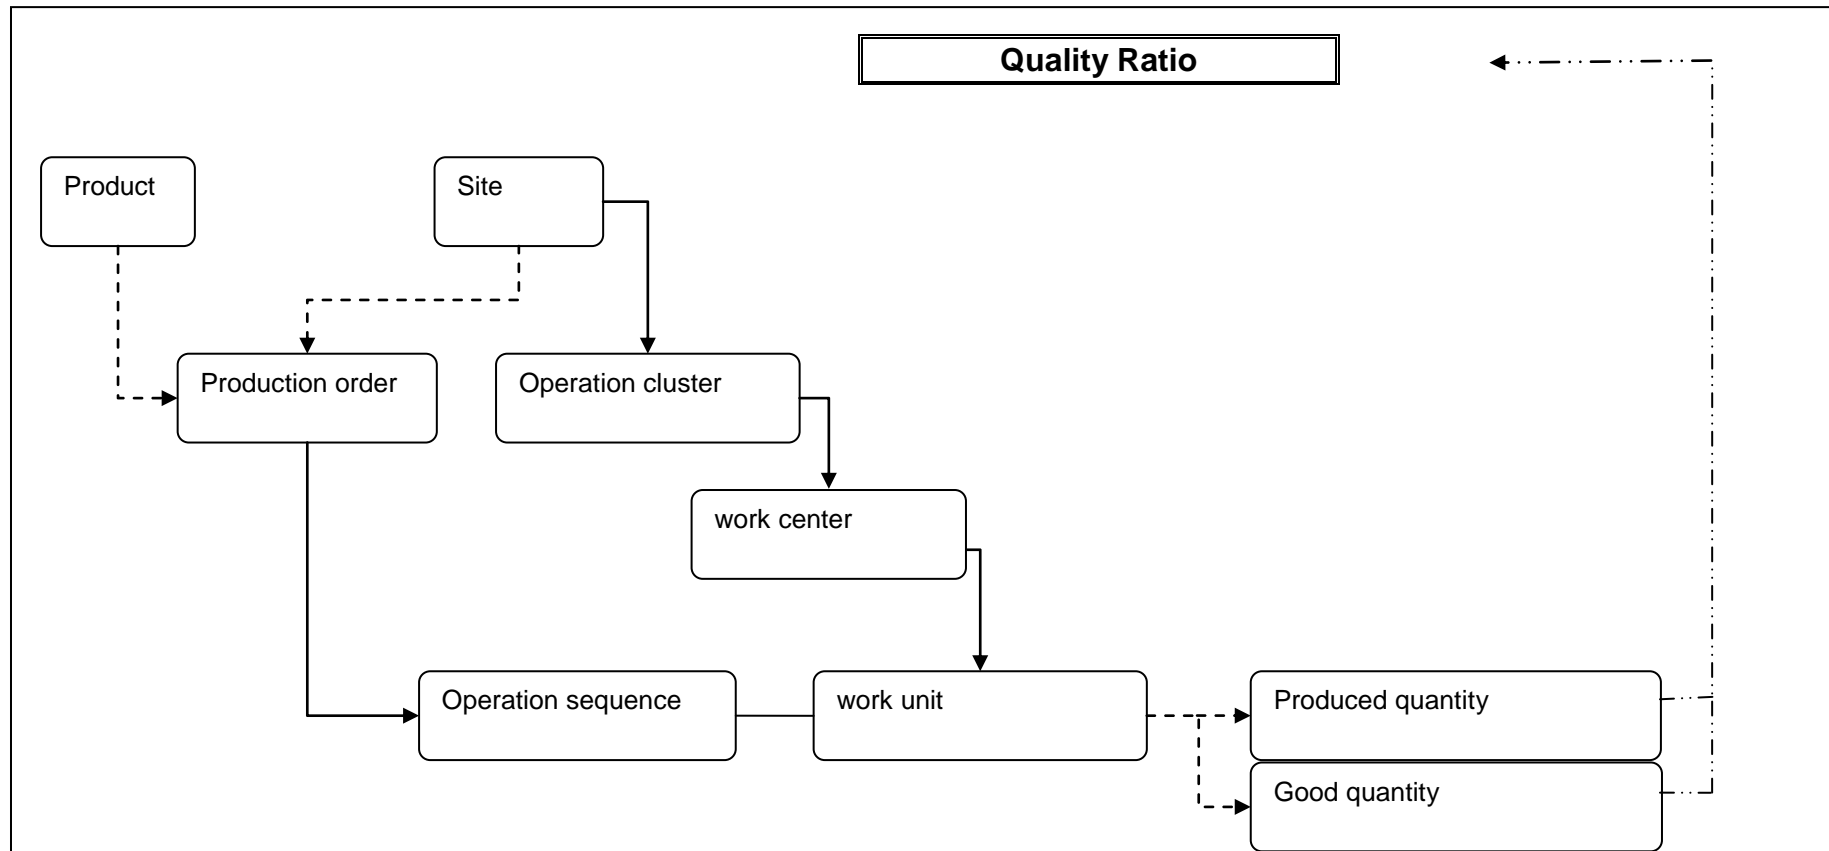 Quality Ratio
Product
Site
Production order
Operation cluster
work center
Operation sequence
work unit
Produced quantity
Good quantity